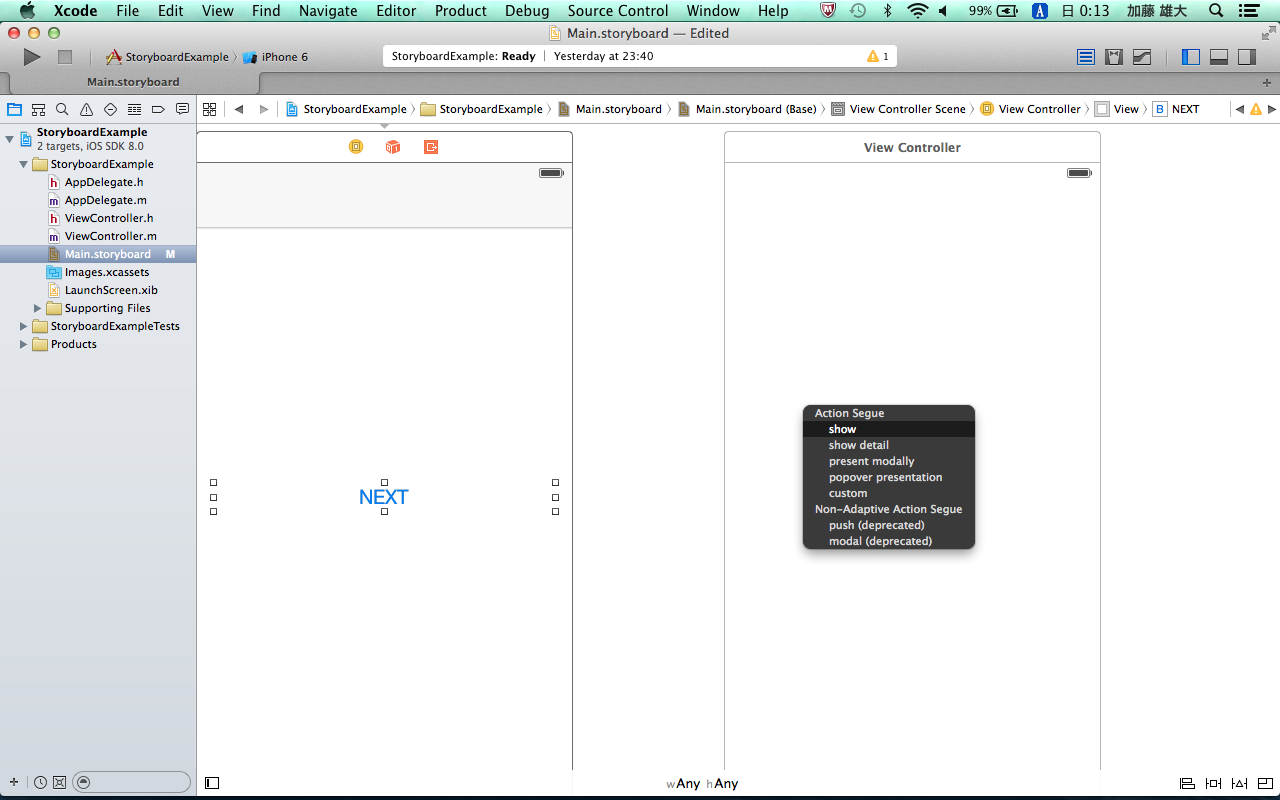 Xcode File Edit View Find Navigate Editor Product Debug Source Control Window Help 99% A 日 0:13 加藤 雄大
Main.storyboard — Edited
StoryboardExample iPhone 6 StoryboardExample: Ready Yesterday at 23:40 1
Main.storyboard
StoryboardExample StoryboardExample Main.storyboard Main.storyboard (Base) View Controller Scene View Controller View B NEXT
StoryboardExample
2 targets, iOS SDK 8.0
StoryboardExample
h AppDelegate.h
m AppDelegate.m
h ViewController.h
m ViewController.m
Main.storyboard M
Images.xcassets
LaunchScreen.xib
Supporting Files
StoryboardExampleTests
Products
View Controller
NEXT
Action Segue
show
show detail
present modally
popover presentation
custom
Non-Adaptive Action Segue
push (deprecated)
modal (deprecated)
wAny hAny